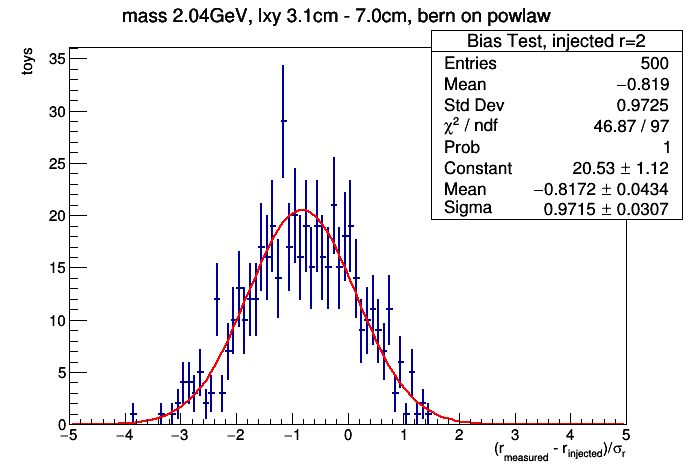 mass 2.04GeV, lxy 3.1cm - 7.0cm, bern on powlaw
Bias Test, injected r=2
Entries 500
Mean −0.819
Std Dev 0.9725
χ² / ndf 46.87 / 97
Prob 1
Constant 20.53 ± 1.12
Mean −0.8172 ± 0.0434
Sigma 0.9715 ± 0.0307
toys
35
30
25
20
15
10
5
0
−5 −4 −3 −2 −1 0 1 2 3 4 5
(r_measured - r_injected)/σ_r